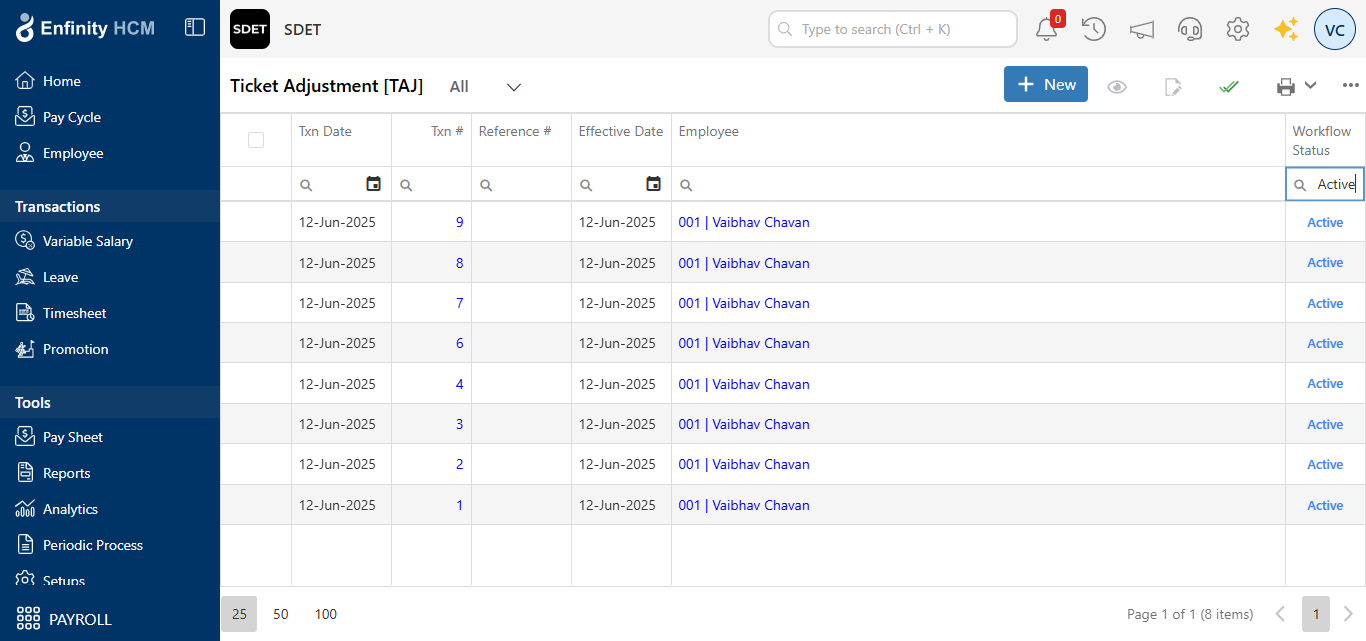 Enfinity HCM
SDET
SDET
Type to search (Ctrl + K)
0
VC
Home
Pay Cycle
Employee
Transactions
Variable Salary
Leave
Timesheet
Promotion
Tools
Pay Sheet
Reports
Analytics
Periodic Process
Setups
PAYROLL
Ticket Adjustment [TAJ]
All
New
Txn Date Txn # Reference # Effective Date Employee Workflow Status
Active
12-Jun-2025 9 12-Jun-2025 001 | Vaibhav Chavan Active
12-Jun-2025 8 12-Jun-2025 001 | Vaibhav Chavan Active
12-Jun-2025 7 12-Jun-2025 001 | Vaibhav Chavan Active
12-Jun-2025 6 12-Jun-2025 001 | Vaibhav Chavan Active
12-Jun-2025 4 12-Jun-2025 001 | Vaibhav Chavan Active
12-Jun-2025 3 12-Jun-2025 001 | Vaibhav Chavan Active
12-Jun-2025 2 12-Jun-2025 001 | Vaibhav Chavan Active
12-Jun-2025 1 12-Jun-2025 001 | Vaibhav Chavan Active
25 50 100 Page 1 of 1 (8 items) 1